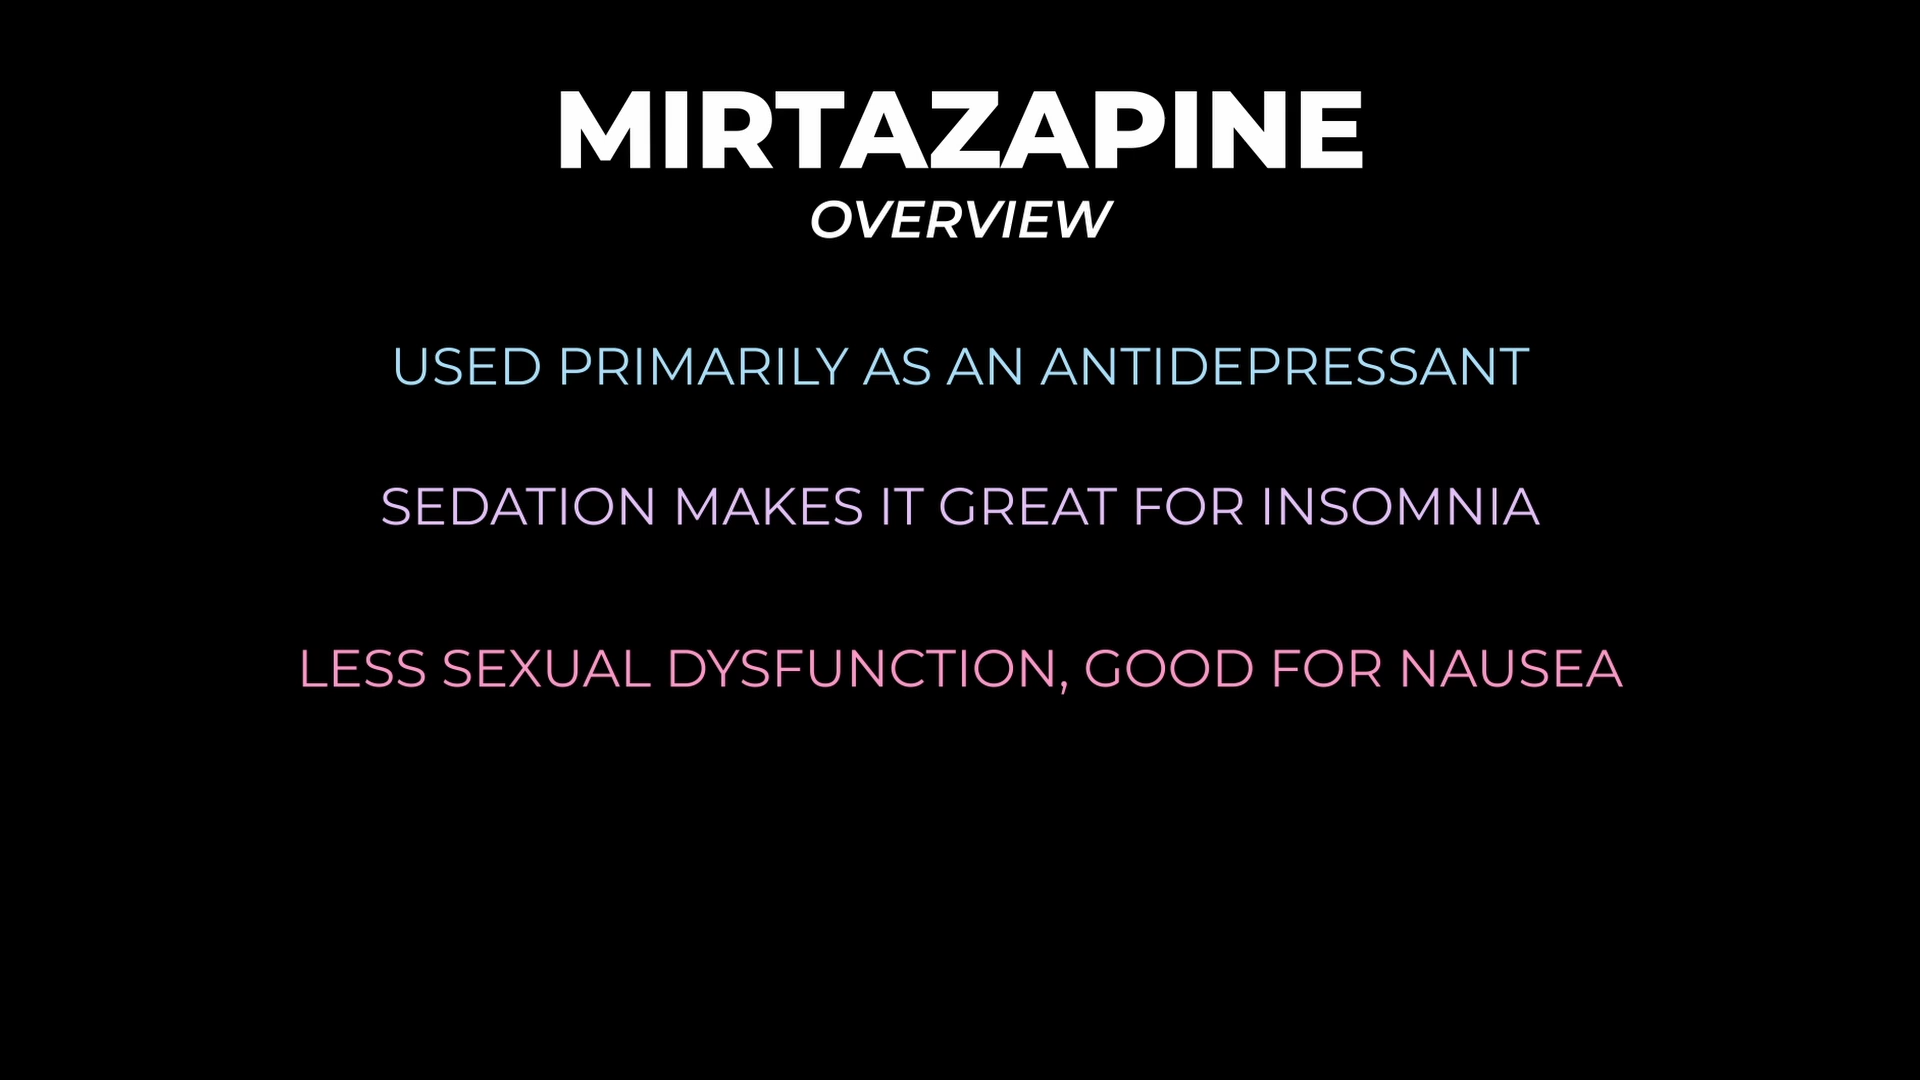 MIRTAZAPINE
OVERVIEW
USED PRIMARILY AS AN ANTIDEPRESSANT
SEDATION MAKES IT GREAT FOR INSOMNIA
LESS SEXUAL DYSFUNCTION, GOOD FOR NAUSEA